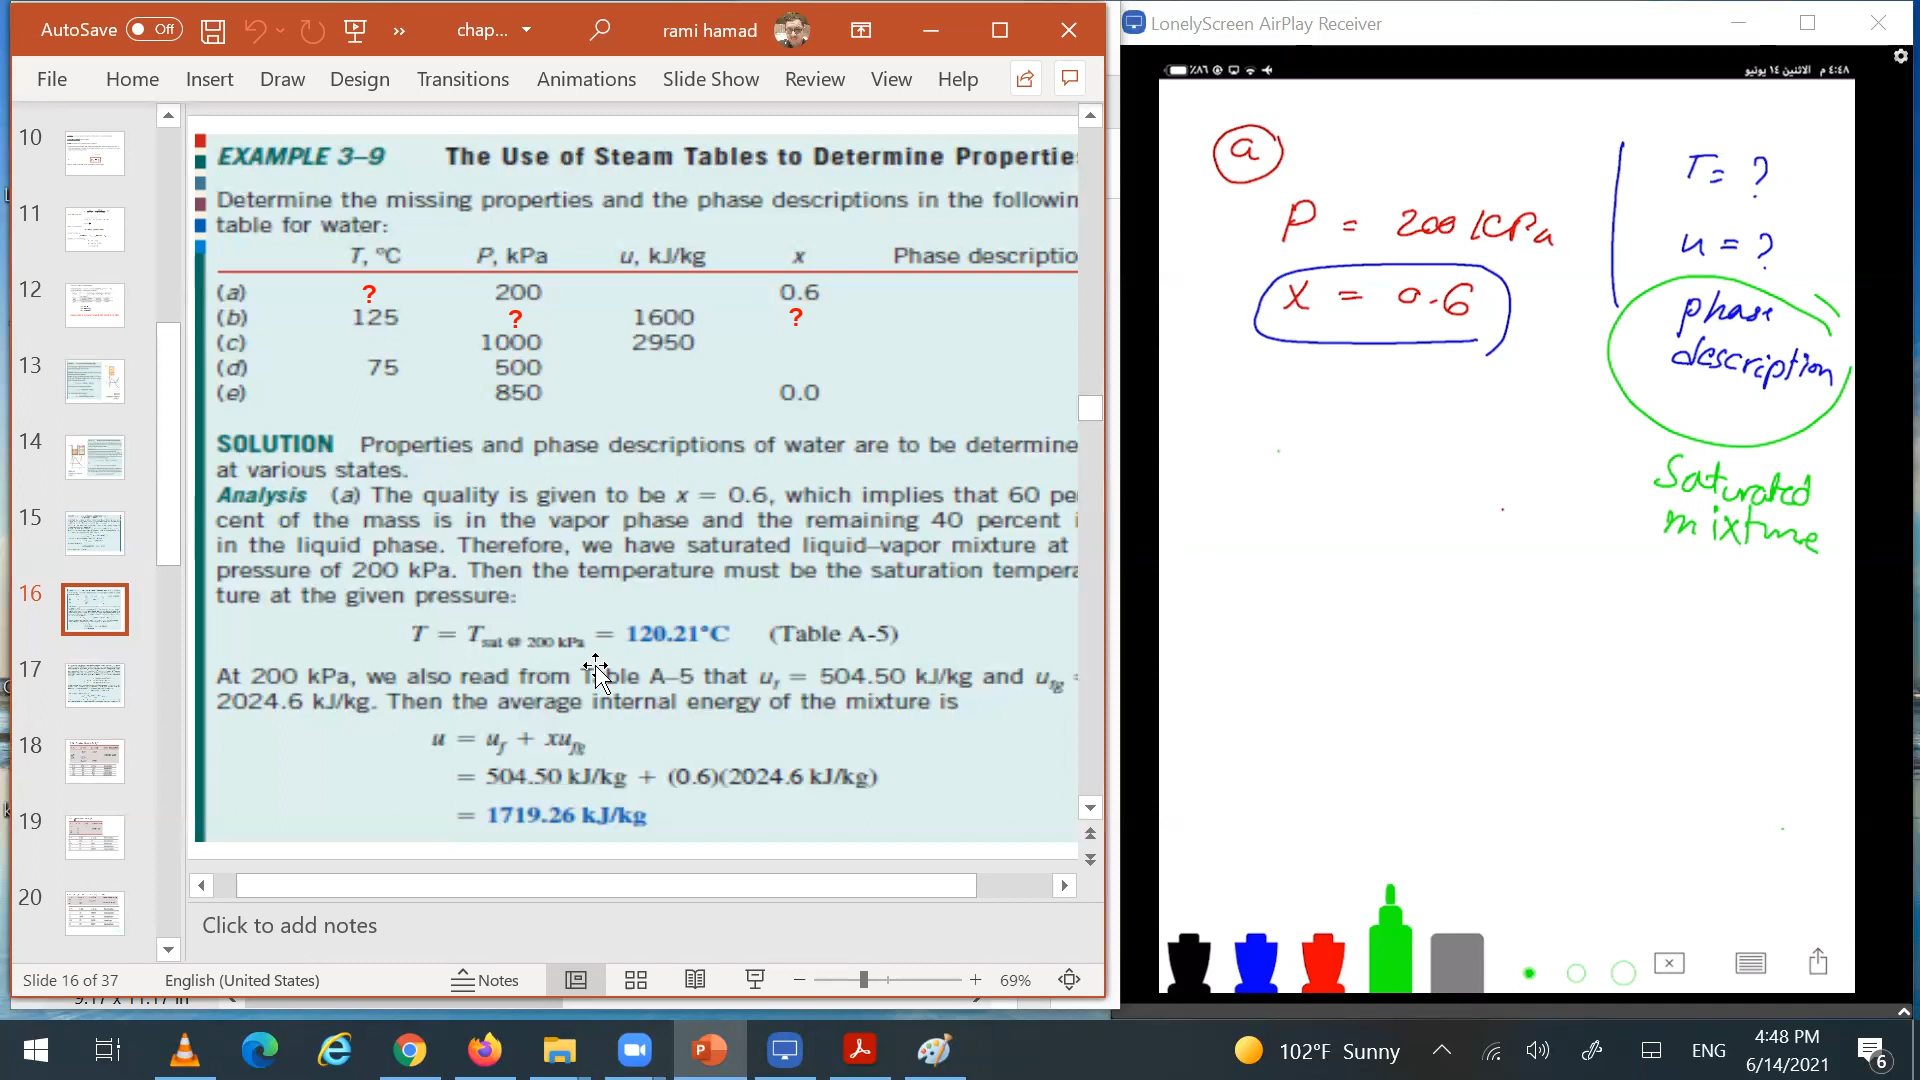 AutoSave Off chap... rami hamad
File Home Insert Draw Design Transitions Animations Slide Show Review View Help
10
11
12
13
14
15
16
17
18
19
20
EXAMPLE 3–9 The Use of Steam Tables to Determine Propertie
Determine the missing properties and the phase descriptions in the followin
table for water:
T, °C P, kPa u, kJ/kg x Phase descriptio
(a) ? 200 0.6
(b) 125 ? 1600 ?
(c) 1000 2950
(d) 75 500
(e) 850 0.0
SOLUTION Properties and phase descriptions of water are to be determine
at various states.
Analysis (a) The quality is given to be x = 0.6, which implies that 60 pe
cent of the mass is in the vapor phase and the remaining 40 percent i
in the liquid phase. Therefore, we have saturated liquid–vapor mixture at
pressure of 200 kPa. Then the temperature must be the saturation tempera
ture at the given pressure:
T = Tsat @ 200 kPa = 120.21°C (Table A-5)
At 200 kPa, we also read from Table A–5 that uf = 504.50 kJ/kg and ufg =
2024.6 kJ/kg. Then the average internal energy of the mixture is
u = uf + xufg
= 504.50 kJ/kg + (0.6)(2024.6 kJ/kg)
= 1719.26 kJ/kg
Click to add notes
Slide 16 of 37 English (United States) Notes 69%
LonelyScreen AirPlay Receiver
٪٨٦ ٤:٤٨ م الاثنين ١٤ يونيو
a
P = 200 KPa
x = 0.6
T = ?
u = ?
phase
description
Saturated
mixture
102°F Sunny ENG
4:48 PM
6/14/2021
6